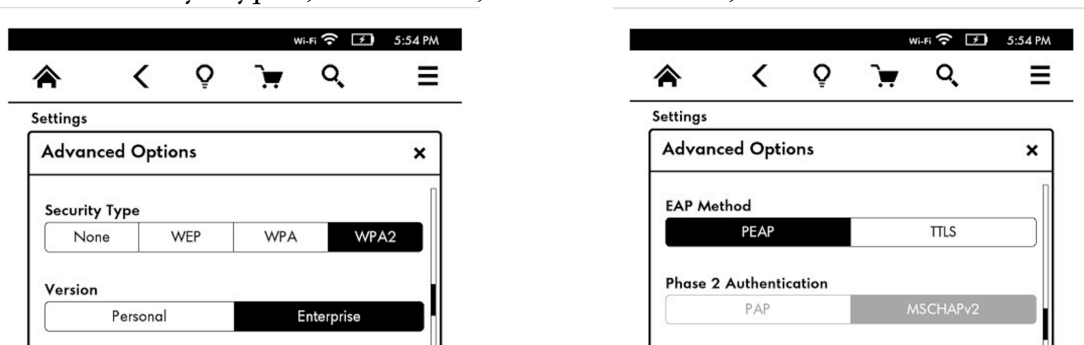 Wi-Fi 5:54 PM
Settings
Advanced Options
Security Type
None WEP WPA WPA2
Version
Personal Enterprise
Wi-Fi 5:54 PM
Settings
Advanced Options
EAP Method
PEAP TTLS
Phase 2 Authentication
PAP MSCHAPv2